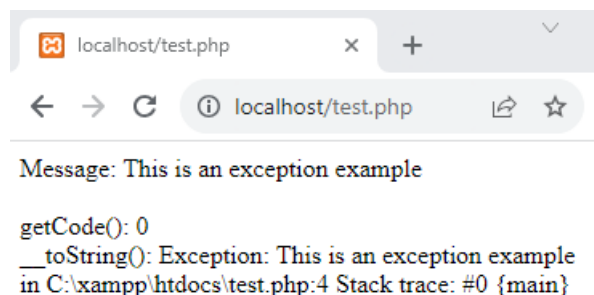 localhost/test.php
localhost/test.php
Message: This is an exception example
getCode(): 0
__toString(): Exception: This is an exception example
in C:\xampp\htdocs\test.php:4 Stack trace: #0 {main}